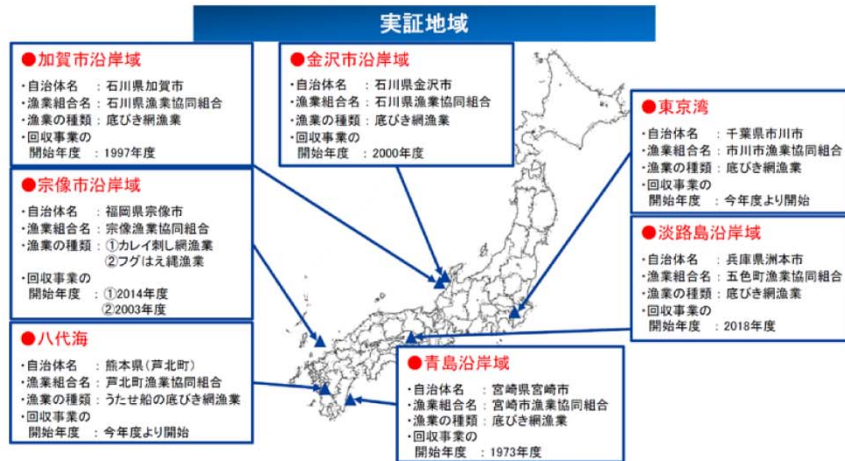 実証地域
●加賀市沿岸域
・自治体名 ：石川県加賀市
・漁業組合名：石川県漁業協同組合
・漁業の種類：底びき網漁業
・回収事業の
開始年度 ：1997年度
●金沢市沿岸域
・自治体名 ：石川県金沢市
・漁業組合名：石川県漁業協同組合
・漁業の種類：底びき網漁業
・回収事業の
開始年度 ：2000年度
●東京湾
・自治体名 ：千葉県市川市
・漁業組合名：市川市漁業協同組合
・漁業の種類：底びき網漁業
・回収事業の
開始年度 ：今年度より開始
●宗像市沿岸域
・自治体名 ：福岡県宗像市
・漁業組合名：宗像漁業協同組合
・漁業の種類：①カレイ刺し網漁業
②フグはえ縄漁業
・回収事業の
開始年度 ：①2014年度
②2003年度
●淡路島沿岸域
・自治体名 ：兵庫県洲本市
・漁業組合名：五色町漁業協同組合
・漁業の種類：底びき網漁業
・回収事業の
開始年度 ：2018年度
●八代海
・自治体名 ：熊本県（芦北町）
・漁業組合名：芦北町漁業協同組合
・漁業の種類：うたせ船の底びき網漁業
・回収事業の
開始年度 ：今年度より開始
●青島沿岸域
・自治体名 ：宮崎県宮崎市
・漁業組合名：宮崎市漁業協同組合
・漁業の種類：底びき網漁業
・回収事業の
開始年度 ：1973年度